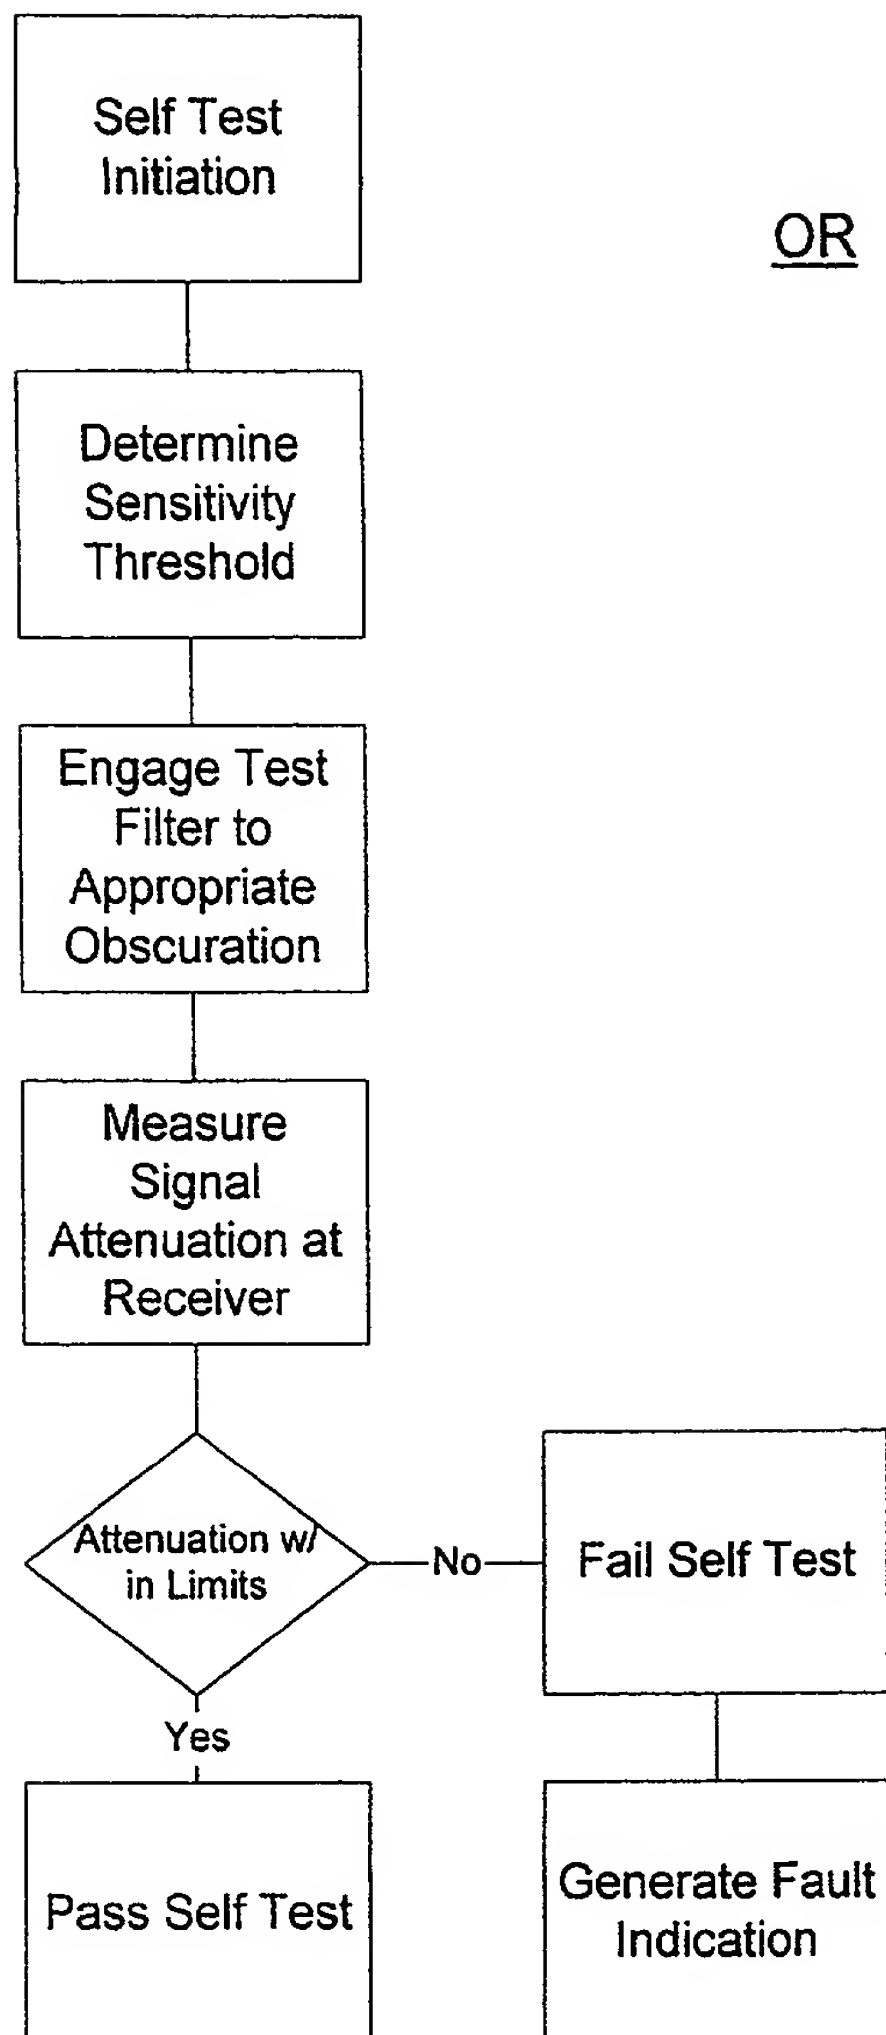 Self Test
Initiation
OR
Determine
Sensitivity
Threshold
Engage Test
Filter to
Appropriate
Obscuration
Measure
Signal
Attenuation at
Receiver
Attenuation w/
in Limits
No
Fail Self Test
Yes
Pass Self Test
Generate Fault
Indication